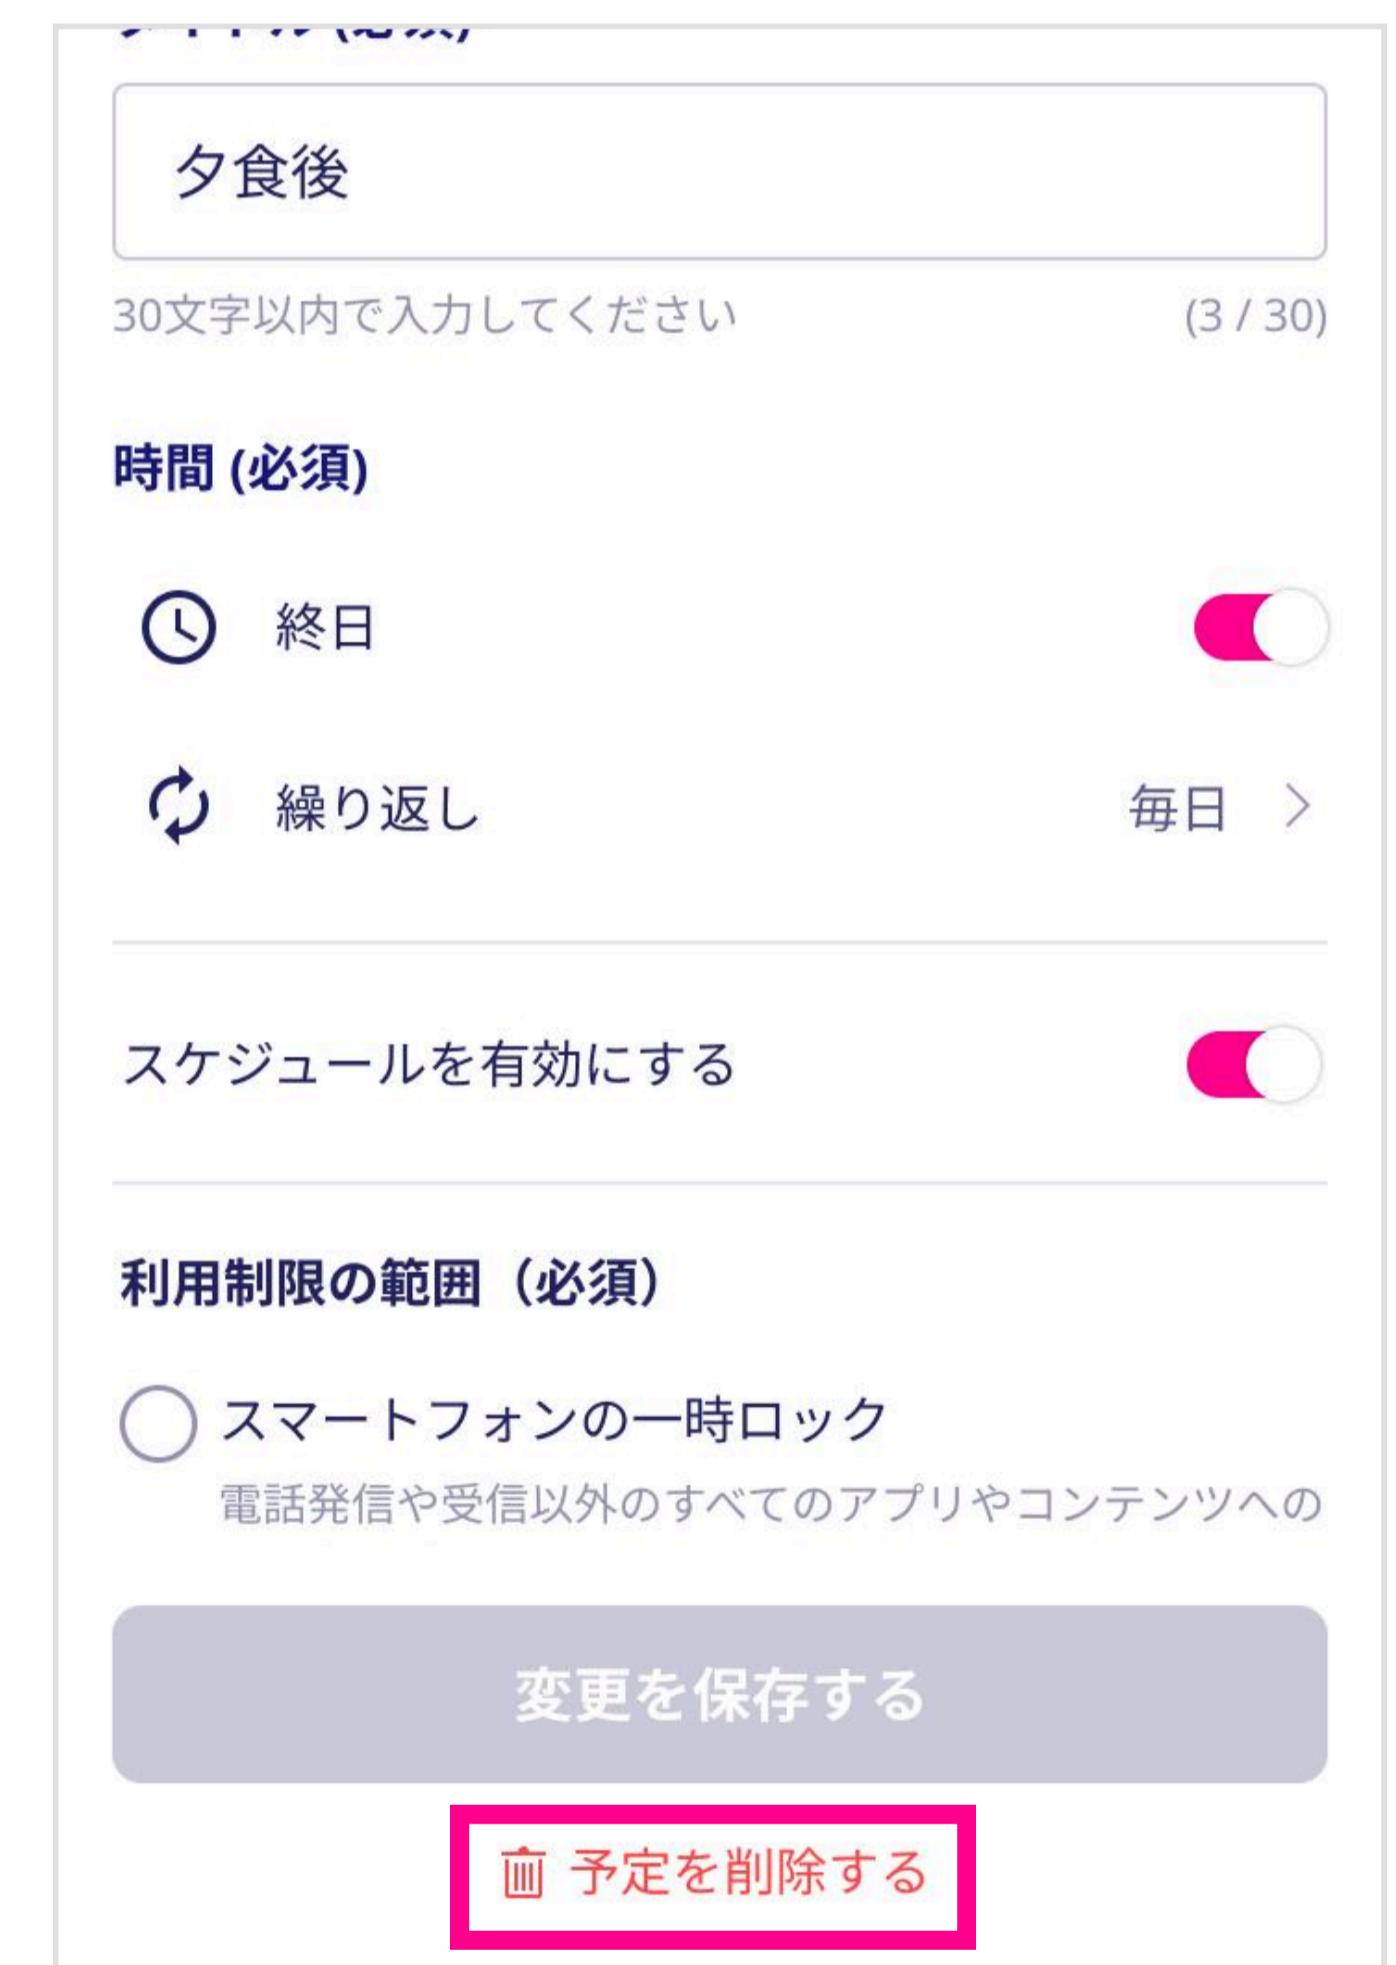 夕食後
30文字以内で入力してください (3 / 30)
時間 (必須)
終日
繰り返し 毎日
スケジュールを有効にする
利用制限の範囲（必須）
スマートフォンの一時ロック
電話発信や受信以外のすべてのアプリやコンテンツへの
変更を保存する
予定を削除する